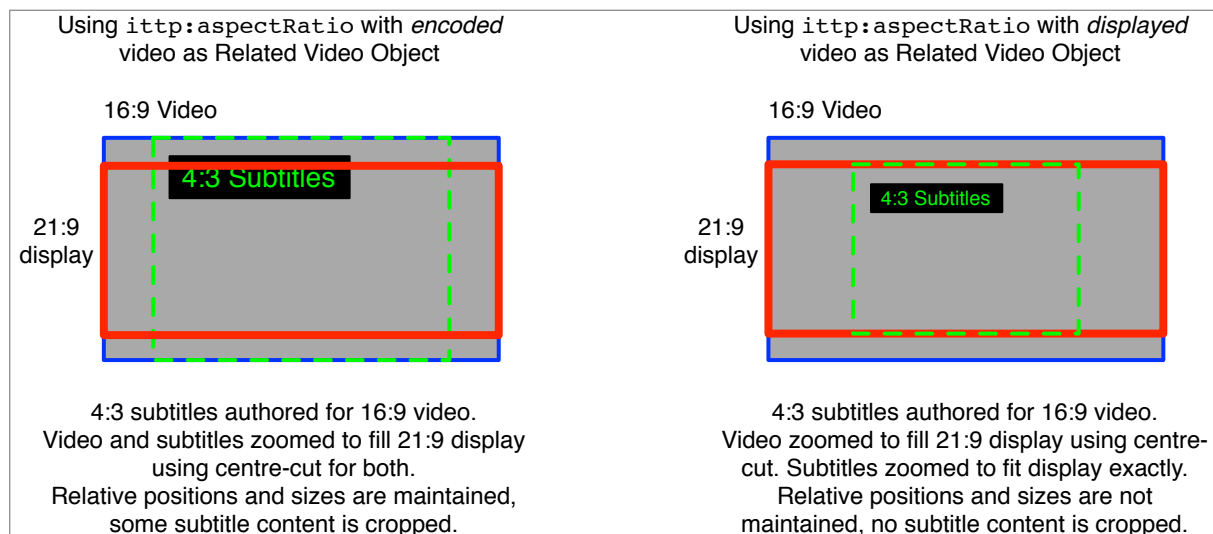 Using ittp:aspectRatio with encoded
video as Related Video Object
16:9 Video
4:3 Subtitles
21:9
display
4:3 subtitles authored for 16:9 video.
Video and subtitles zoomed to fill 21:9 display
using centre-cut for both.
Relative positions and sizes are maintained,
some subtitle content is cropped.
Using ittp:aspectRatio with displayed
video as Related Video Object
16:9 Video
4:3 Subtitles
21:9
display
4:3 subtitles authored for 16:9 video.
Video zoomed to fill 21:9 display using centre-
cut. Subtitles zoomed to fit display exactly.
Relative positions and sizes are not
maintained, no subtitle content is cropped.